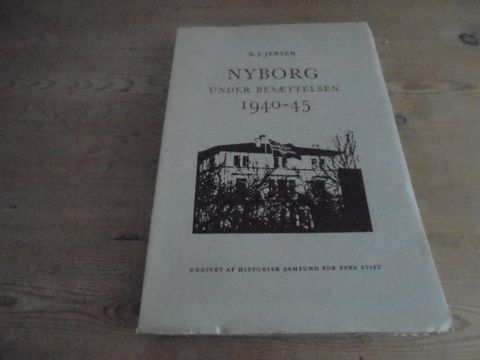 K. J. JENSEN
NYBORG
UNDER BESÆTTELSEN
1940-45
UDGIVET AF HISTORISK SAMFUND FOR FYNS STIFT